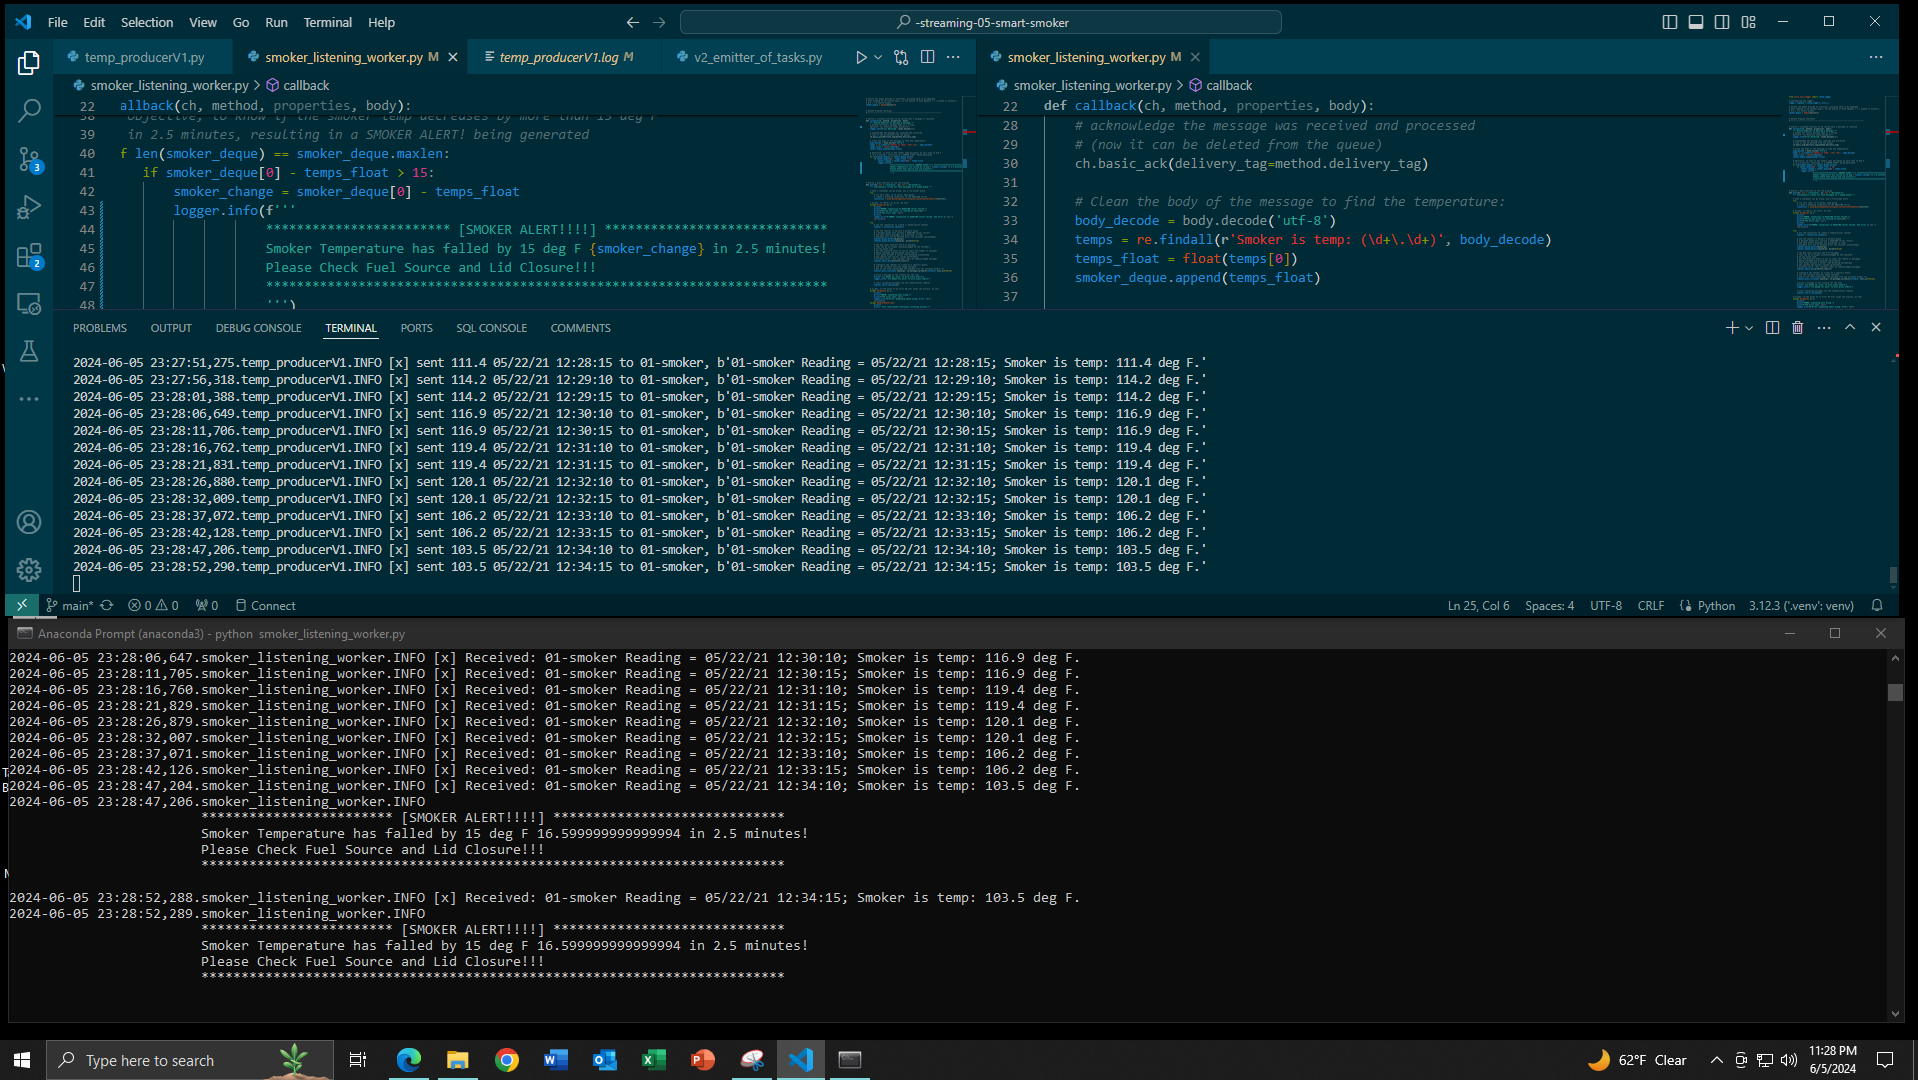 File Edit Selection View Go Run Terminal Help
-streaming-05-smart-smoker
temp_producerV1.py
smoker_listening_worker.py M
temp_producerV1.log M
v2_emitter_of_tasks.py
smoker_listening_worker.py M
smoker_listening_worker.py > callback
22 allback(ch, method, properties, body):
38 objective, to know if the smoker temp decreases by more than 15 deg F
39 in 2.5 minutes, resulting in a SMOKER ALERT! being generated
40 f len(smoker_deque) == smoker_deque.maxlen:
41 if smoker_deque[0] - temps_float > 15:
42 smoker_change = smoker_deque[0] - temps_float
43 logger.info(f'''
44 ************************ [SMOKER ALERT!!!!] *****************************
45 Smoker Temperature has falled by 15 deg F {smoker_change} in 2.5 minutes!
46 Please Check Fuel Source and Lid Closure!!!
47 *************************************************************************
48 ''')
smoker_listening_worker.py > callback
22 def callback(ch, method, properties, body):
28 # acknowledge the message was received and processed
29 # (now it can be deleted from the queue)
30 ch.basic_ack(delivery_tag=method.delivery_tag)
31
32 # Clean the body of the message to find the temperature:
33 body_decode = body.decode('utf-8')
34 temps = re.findall(r'Smoker is temp: (\d+\.\d+)', body_decode)
35 temps_float = float(temps[0])
36 smoker_deque.append(temps_float)
37
3
2
PROBLEMS OUTPUT DEBUG CONSOLE TERMINAL PORTS SQL CONSOLE COMMENTS
2024-06-05 23:27:51,275.temp_producerV1.INFO [x] sent 111.4 05/22/21 12:28:15 to 01-smoker, b'01-smoker Reading = 05/22/21 12:28:15; Smoker is temp: 111.4 deg F.'
2024-06-05 23:27:56,318.temp_producerV1.INFO [x] sent 114.2 05/22/21 12:29:10 to 01-smoker, b'01-smoker Reading = 05/22/21 12:29:10; Smoker is temp: 114.2 deg F.'
2024-06-05 23:28:01,388.temp_producerV1.INFO [x] sent 114.2 05/22/21 12:29:15 to 01-smoker, b'01-smoker Reading = 05/22/21 12:29:15; Smoker is temp: 114.2 deg F.'
2024-06-05 23:28:06,649.temp_producerV1.INFO [x] sent 116.9 05/22/21 12:30:10 to 01-smoker, b'01-smoker Reading = 05/22/21 12:30:10; Smoker is temp: 116.9 deg F.'
2024-06-05 23:28:11,706.temp_producerV1.INFO [x] sent 116.9 05/22/21 12:30:15 to 01-smoker, b'01-smoker Reading = 05/22/21 12:30:15; Smoker is temp: 116.9 deg F.'
2024-06-05 23:28:16,762.temp_producerV1.INFO [x] sent 119.4 05/22/21 12:31:10 to 01-smoker, b'01-smoker Reading = 05/22/21 12:31:10; Smoker is temp: 119.4 deg F.'
2024-06-05 23:28:21,831.temp_producerV1.INFO [x] sent 119.4 05/22/21 12:31:15 to 01-smoker, b'01-smoker Reading = 05/22/21 12:31:15; Smoker is temp: 119.4 deg F.'
2024-06-05 23:28:26,880.temp_producerV1.INFO [x] sent 120.1 05/22/21 12:32:10 to 01-smoker, b'01-smoker Reading = 05/22/21 12:32:10; Smoker is temp: 120.1 deg F.'
2024-06-05 23:28:32,009.temp_producerV1.INFO [x] sent 120.1 05/22/21 12:32:15 to 01-smoker, b'01-smoker Reading = 05/22/21 12:32:15; Smoker is temp: 120.1 deg F.'
2024-06-05 23:28:37,072.temp_producerV1.INFO [x] sent 106.2 05/22/21 12:33:10 to 01-smoker, b'01-smoker Reading = 05/22/21 12:33:10; Smoker is temp: 106.2 deg F.'
2024-06-05 23:28:42,128.temp_producerV1.INFO [x] sent 106.2 05/22/21 12:33:15 to 01-smoker, b'01-smoker Reading = 05/22/21 12:33:15; Smoker is temp: 106.2 deg F.'
2024-06-05 23:28:47,206.temp_producerV1.INFO [x] sent 103.5 05/22/21 12:34:10 to 01-smoker, b'01-smoker Reading = 05/22/21 12:34:10; Smoker is temp: 103.5 deg F.'
2024-06-05 23:28:52,290.temp_producerV1.INFO [x] sent 103.5 05/22/21 12:34:15 to 01-smoker, b'01-smoker Reading = 05/22/21 12:34:15; Smoker is temp: 103.5 deg F.'
main* 0 0 0 Connect Ln 25, Col 6 Spaces: 4 UTF-8 CRLF Python 3.12.3 ('.venv': venv)
Anaconda Prompt (anaconda3) - python smoker_listening_worker.py
2024-06-05 23:28:06,647.smoker_listening_worker.INFO [x] Received: 01-smoker Reading = 05/22/21 12:30:10; Smoker is temp: 116.9 deg F.
2024-06-05 23:28:11,705.smoker_listening_worker.INFO [x] Received: 01-smoker Reading = 05/22/21 12:30:15; Smoker is temp: 116.9 deg F.
2024-06-05 23:28:16,760.smoker_listening_worker.INFO [x] Received: 01-smoker Reading = 05/22/21 12:31:10; Smoker is temp: 119.4 deg F.
2024-06-05 23:28:21,829.smoker_listening_worker.INFO [x] Received: 01-smoker Reading = 05/22/21 12:31:15; Smoker is temp: 119.4 deg F.
2024-06-05 23:28:26,879.smoker_listening_worker.INFO [x] Received: 01-smoker Reading = 05/22/21 12:32:10; Smoker is temp: 120.1 deg F.
2024-06-05 23:28:32,007.smoker_listening_worker.INFO [x] Received: 01-smoker Reading = 05/22/21 12:32:15; Smoker is temp: 120.1 deg F.
2024-06-05 23:28:37,071.smoker_listening_worker.INFO [x] Received: 01-smoker Reading = 05/22/21 12:33:10; Smoker is temp: 106.2 deg F.
2024-06-05 23:28:42,126.smoker_listening_worker.INFO [x] Received: 01-smoker Reading = 05/22/21 12:33:15; Smoker is temp: 106.2 deg F.
2024-06-05 23:28:47,204.smoker_listening_worker.INFO [x] Received: 01-smoker Reading = 05/22/21 12:34:10; Smoker is temp: 103.5 deg F.
2024-06-05 23:28:47,206.smoker_listening_worker.INFO
************************ [SMOKER ALERT!!!!] *****************************
Smoker Temperature has falled by 15 deg F 16.599999999999994 in 2.5 minutes!
Please Check Fuel Source and Lid Closure!!!
*************************************************************************
2024-06-05 23:28:52,288.smoker_listening_worker.INFO [x] Received: 01-smoker Reading = 05/22/21 12:34:15; Smoker is temp: 103.5 deg F.
2024-06-05 23:28:52,289.smoker_listening_worker.INFO
************************ [SMOKER ALERT!!!!] *****************************
Smoker Temperature has falled by 15 deg F 16.599999999999994 in 2.5 minutes!
Please Check Fuel Source and Lid Closure!!!
*************************************************************************
Type here to search
62°F Clear
11:28 PM
6/5/2024